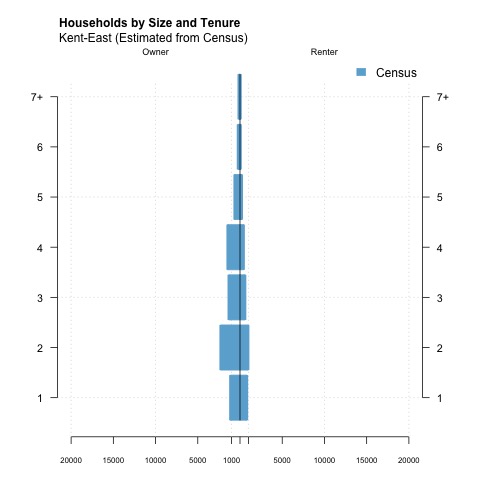 Households by Size and Tenure
Kent-East (Estimated from Census)
Owner Renter
Census
7+ 7+
6 6
5 5
4 4
3 3
2 2
1 1
20000 15000 10000 5000 1000 5000 10000 15000 20000